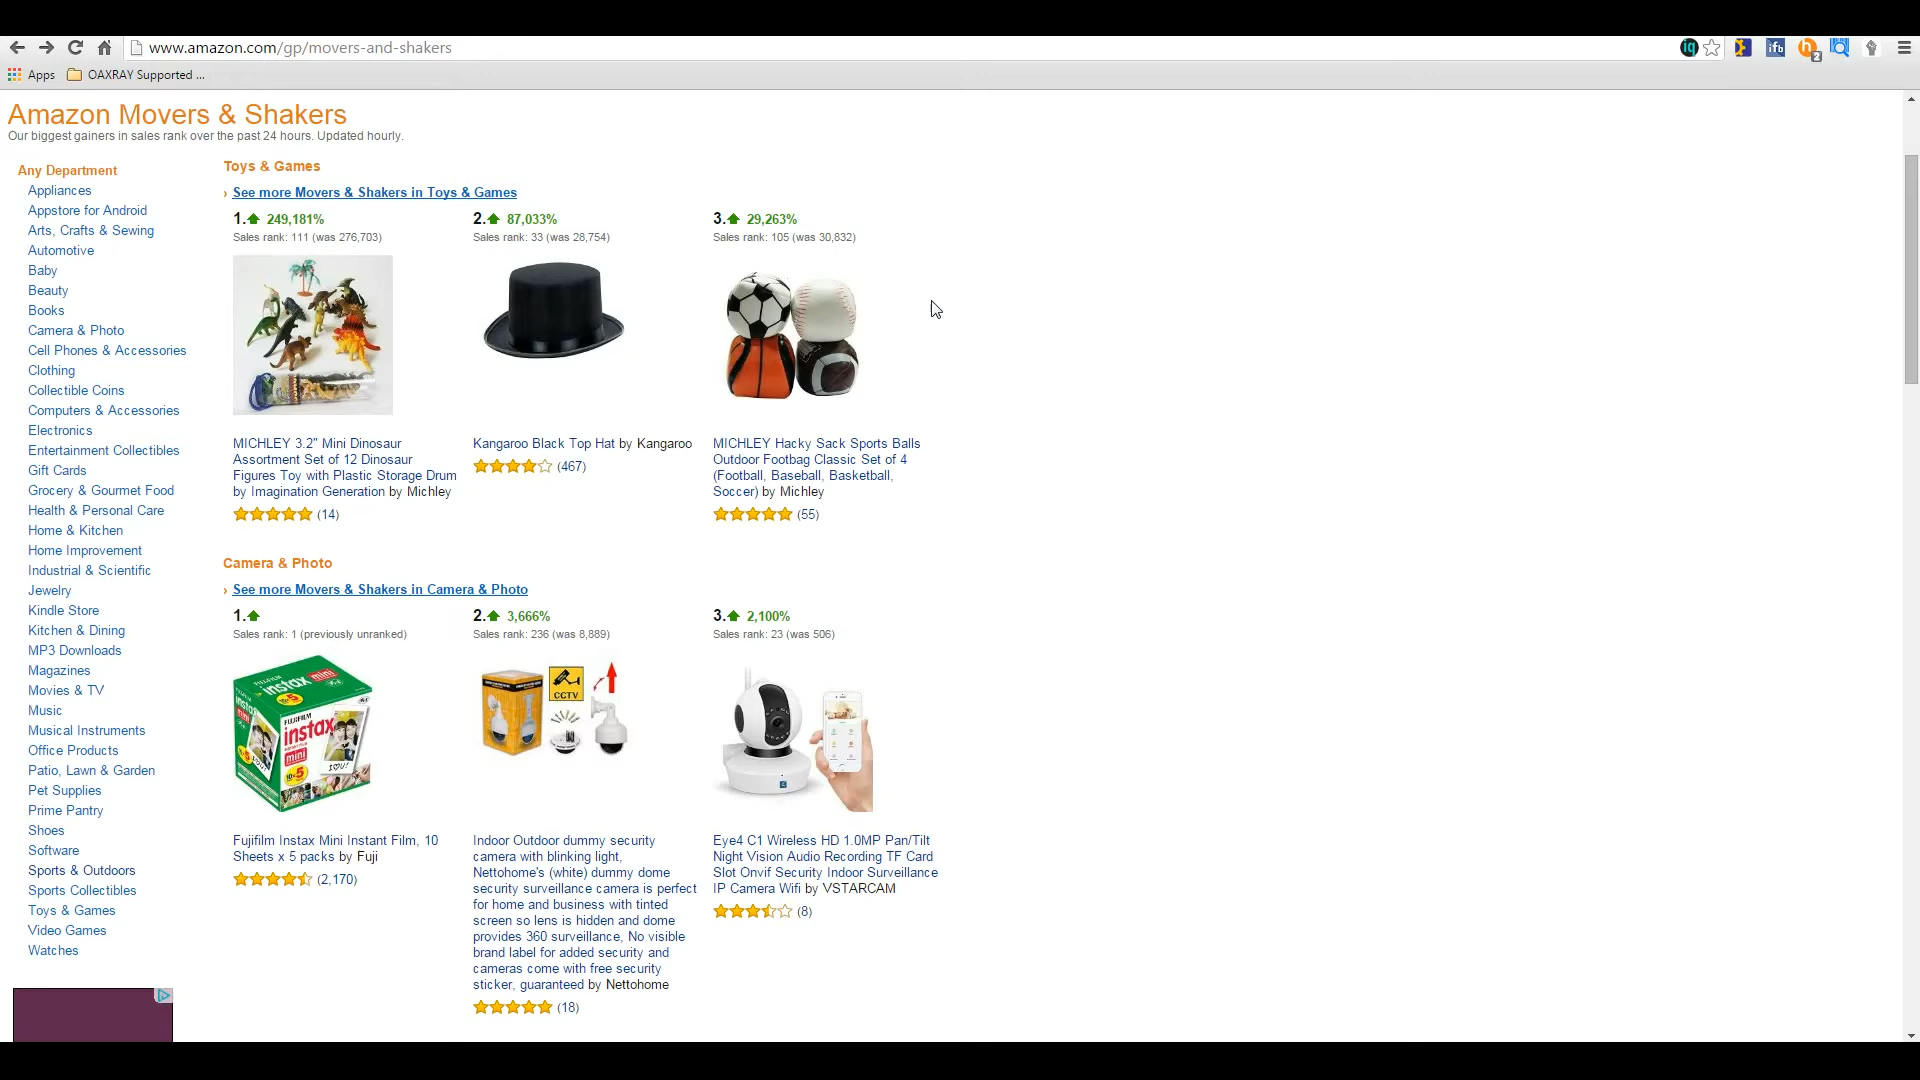 www.amazon.com/gp/movers-and-shakers
Apps OAXRAY Supported ...
Amazon Movers & Shakers
Our biggest gainers in sales rank over the past 24 hours. Updated hourly.
Any Department
Appliances
Appstore for Android
Arts, Crafts & Sewing
Automotive
Baby
Beauty
Books
Camera & Photo
Cell Phones & Accessories
Clothing
Collectible Coins
Computers & Accessories
Electronics
Entertainment Collectibles
Gift Cards
Grocery & Gourmet Food
Health & Personal Care
Home & Kitchen
Home Improvement
Industrial & Scientific
Jewelry
Kindle Store
Kitchen & Dining
MP3 Downloads
Magazines
Movies & TV
Music
Musical Instruments
Office Products
Patio, Lawn & Garden
Pet Supplies
Prime Pantry
Shoes
Software
Sports & Outdoors
Sports Collectibles
Toys & Games
Video Games
Watches
Toys & Games
› See more Movers & Shakers in Toys & Games
1. 249,181%
Sales rank: 111 (was 276,703)
MICHLEY 3.2" Mini Dinosaur
Assortment Set of 12 Dinosaur
Figures Toy with Plastic Storage Drum
by Imagination Generation by Michley
(14)
2. 87,033%
Sales rank: 33 (was 28,754)
Kangaroo Black Top Hat by Kangaroo
(467)
3. 29,263%
Sales rank: 105 (was 30,832)
MICHLEY Hacky Sack Sports Balls
Outdoor Footbag Classic Set of 4
(Football, Baseball, Basketball,
Soccer) by Michley
(55)
Camera & Photo
› See more Movers & Shakers in Camera & Photo
1.
Sales rank: 1 (previously unranked)
FUJIFILM
instax mini
instax
mini
10x5
Fujifilm Instax Mini Instant Film, 10
Sheets x 5 packs by Fuji
(2,170)
2. 3,666%
Sales rank: 236 (was 8,889)
CCTV
Indoor Outdoor dummy security
camera with blinking light,
Nettohome's (white) dummy dome
security surveillance camera is perfect
for home and business with tinted
screen so lens is hidden and dome
provides 360 surveillance, No visible
brand label for added security and
cameras come with free security
sticker, guaranteed by Nettohome
(18)
3. 2,100%
Sales rank: 23 (was 506)
Eye4 C1 Wireless HD 1.0MP Pan/Tilt
Night Vision Audio Recording TF Card
Slot Onvif Security Indoor Surveillance
IP Camera Wifi by VSTARCAM
(8)